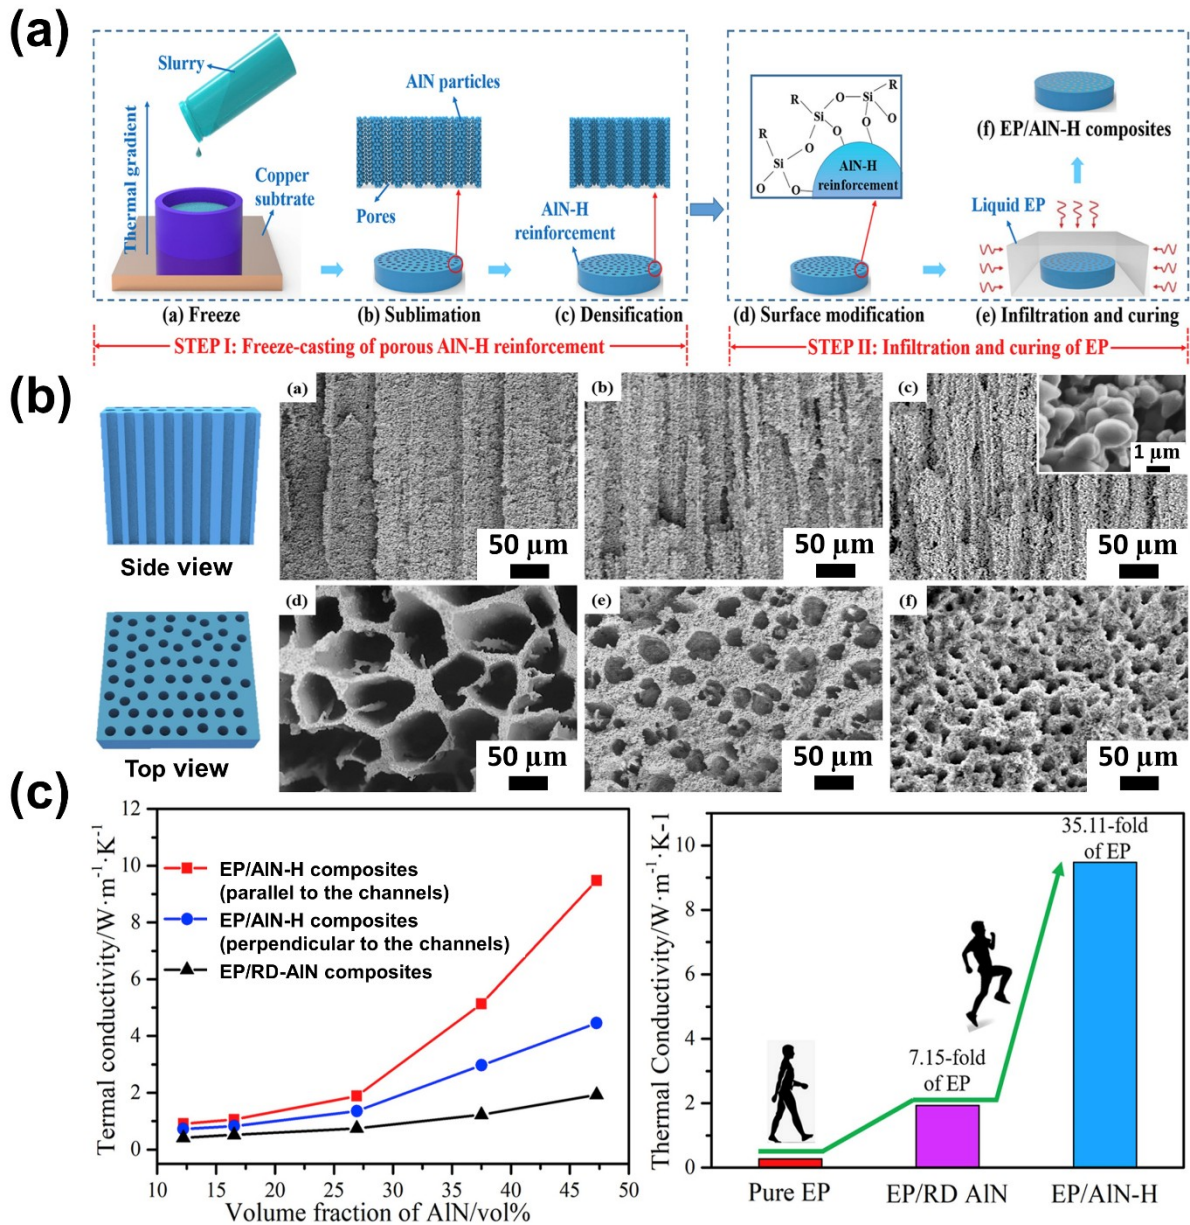 (a)
Slurry
Thermal gradient
Copper
subtrate
(a) Freeze
AlN particles
Pores
AlN-H
reinforcement
(b) Sublimation
(c) Densification
R
Si
O
O
Si
O
R
O
Si
O
O
AlN-H
reinforcement
(d) Surface modification
(f) EP/AlN-H composites
Liquid EP
(e) Infiltration and curing
STEP I: Freeze-casting of porous AlN-H reinforcement
STEP II: Infiltration and curing of EP
(b)
Side view
(a)
50 μm
(b)
50 μm
(c)
1 μm
50 μm
Top view
(d)
50 μm
(e)
50 μm
(f)
50 μm
(c)
Termal conductivity/W·m⁻¹·K⁻¹
12
10
8
6
4
2
0
EP/AlN-H composites
(parallel to the channels)
EP/AlN-H composites
(perpendicular to the channels)
EP/RD-AlN composites
10 15 20 25 30 35 40 45 50
Volume fraction of AlN/vol%
Thermal Conductivity/W·m⁻¹·K-1
10
8
6
4
2
0
7.15-fold
of EP
35.11-fold
of EP
Pure EP
EP/RD AlN
EP/AlN-H